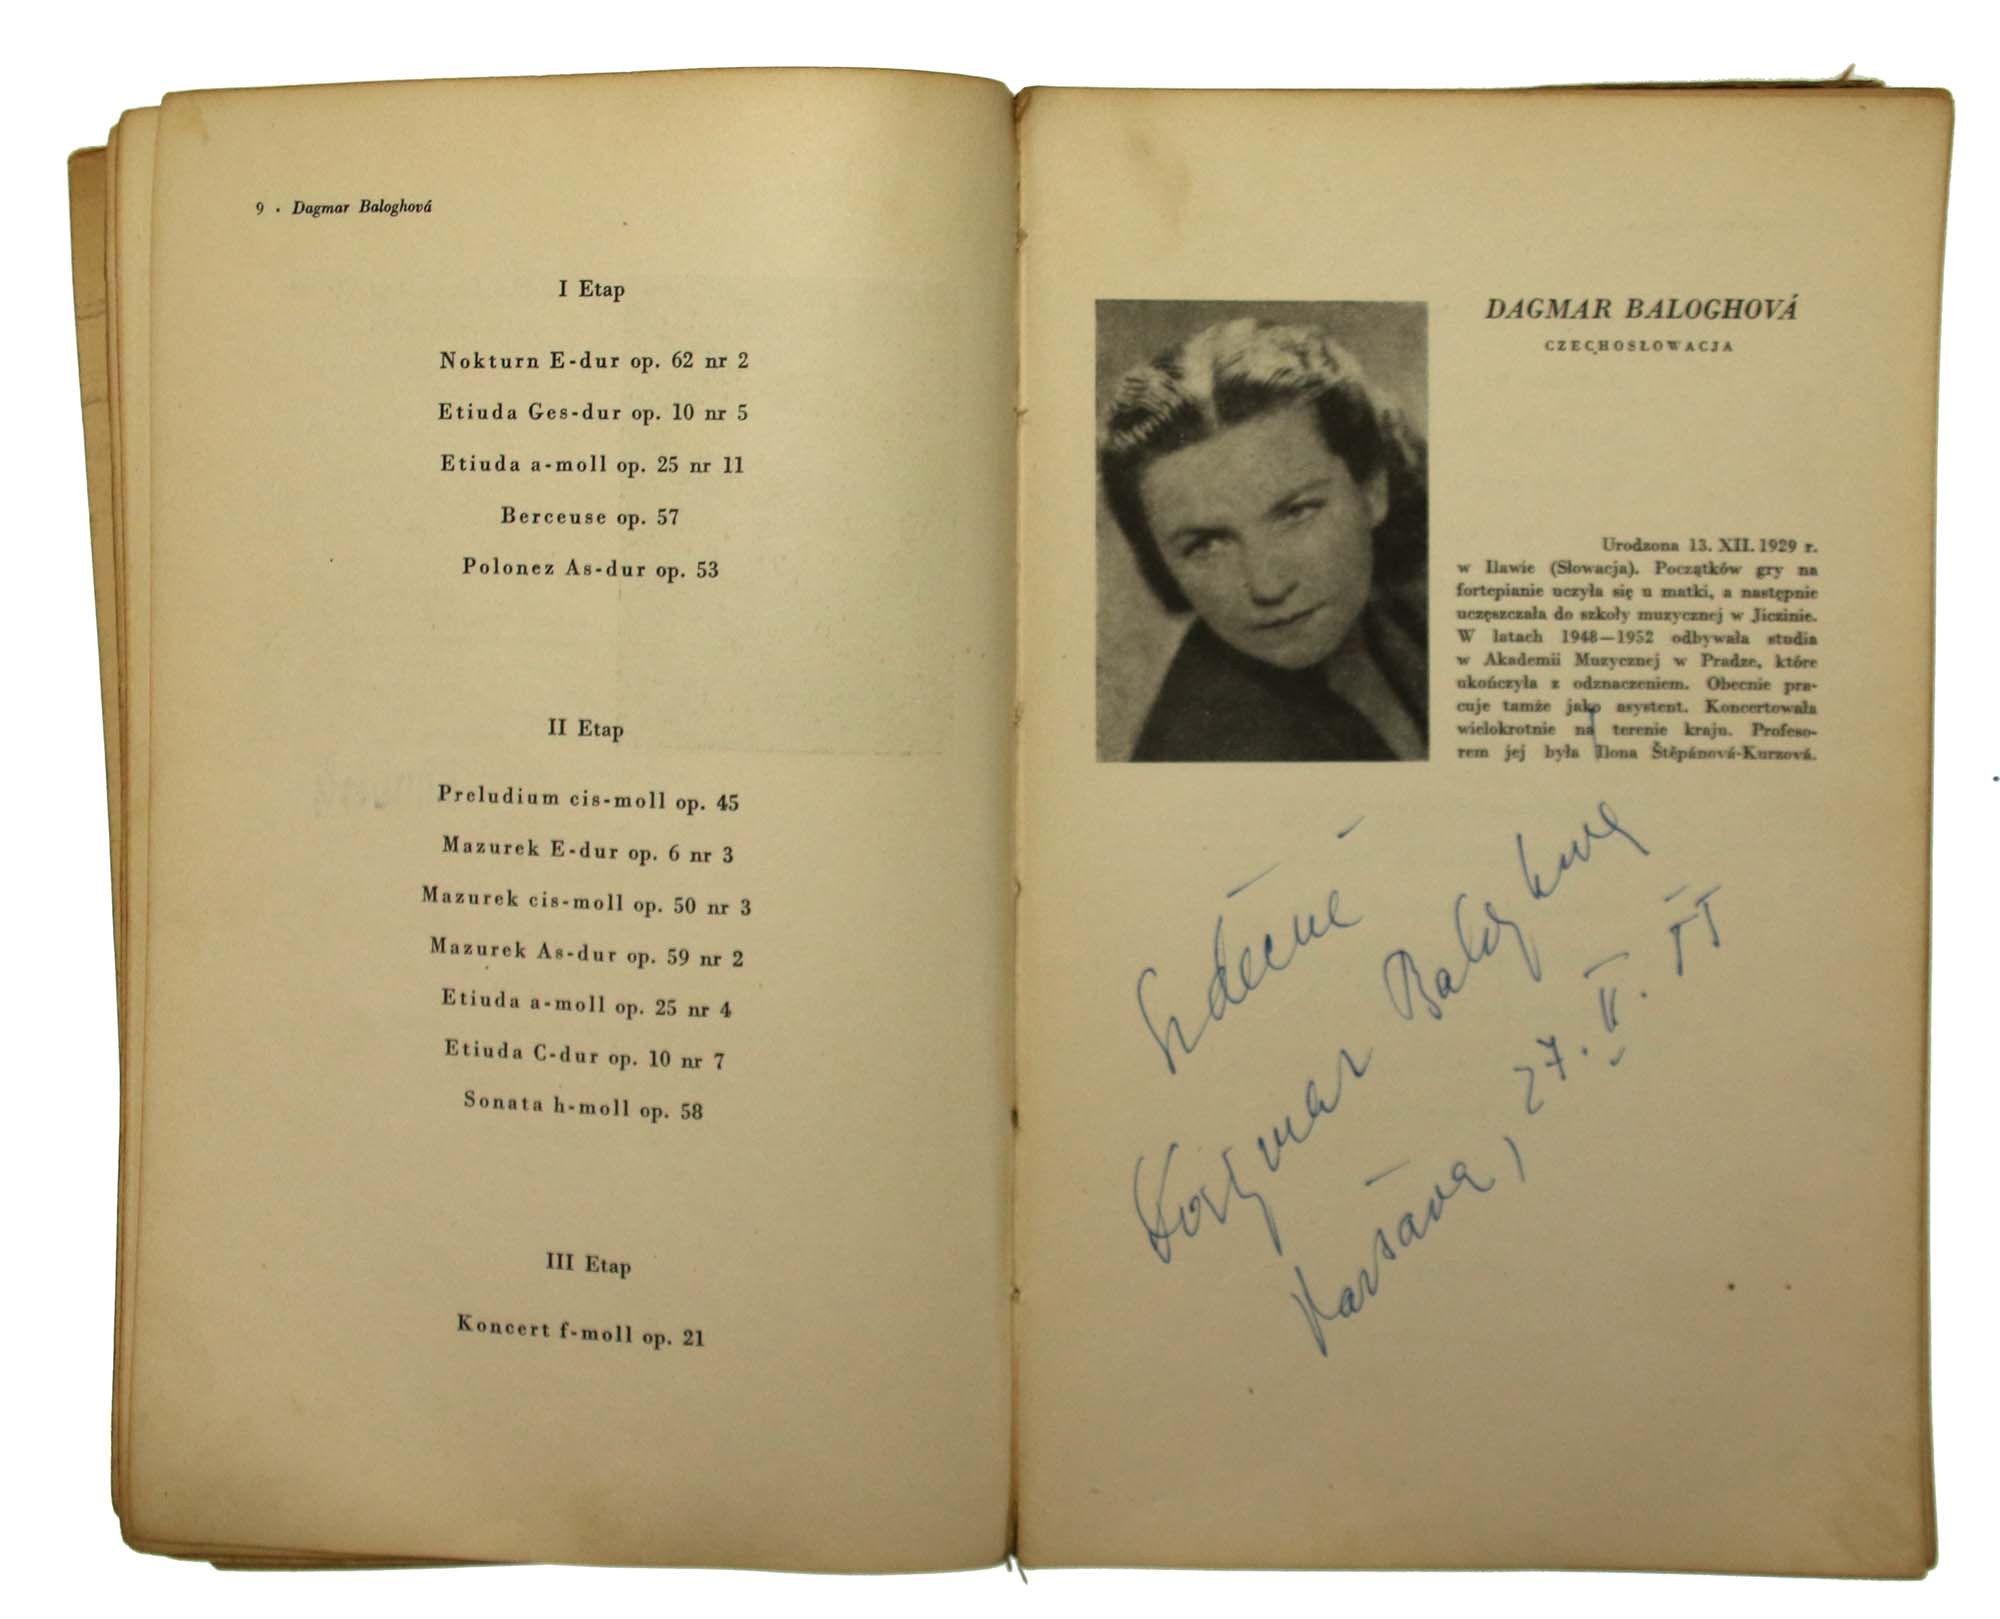 9 . Dagmar Baloghová
I Etap
Nokturn E-dur op. 62 nr 2
Etiuda Ges-dur op. 10 nr 5
Etiuda a-moll op. 25 nr 11
Berceuse op. 57
Polonez As-dur op. 53
II Etap
Preludium cis-moll op. 45
Mazurek E-dur op. 6 nr 3
Mazurek cis-moll op. 50 nr 3
Mazurek As-dur op. 59 nr 2
Etiuda a-moll op. 25 nr 4
Etiuda C-dur op. 10 nr 7
Sonata h-moll op. 58
III Etap
Koncert f-moll op. 21
DAGMAR BALOGHOVÁ
CZECHOSŁOWACJA
Urodzona 13. XII. 1929 r.
w Ilawie (Słowacja). Początków gry na
fortepianie uczyła się u matki, a następnie
uczęszczała do szkoły muzycznej w Jiczinie.
W latach 1948—1952 odbywała studia
w Akademii Muzycznej w Pradze, które
ukończyła z odznaczeniem. Obecnie pra-
cuje tamże jako asystent. Koncertowała
wielokrotnie na terenie kraju. Profeso-
rem jej była Ilona Štěpánová-Kurzová.
Srdečně
Dagmar Baloghová
Varšava, 27. II. 55